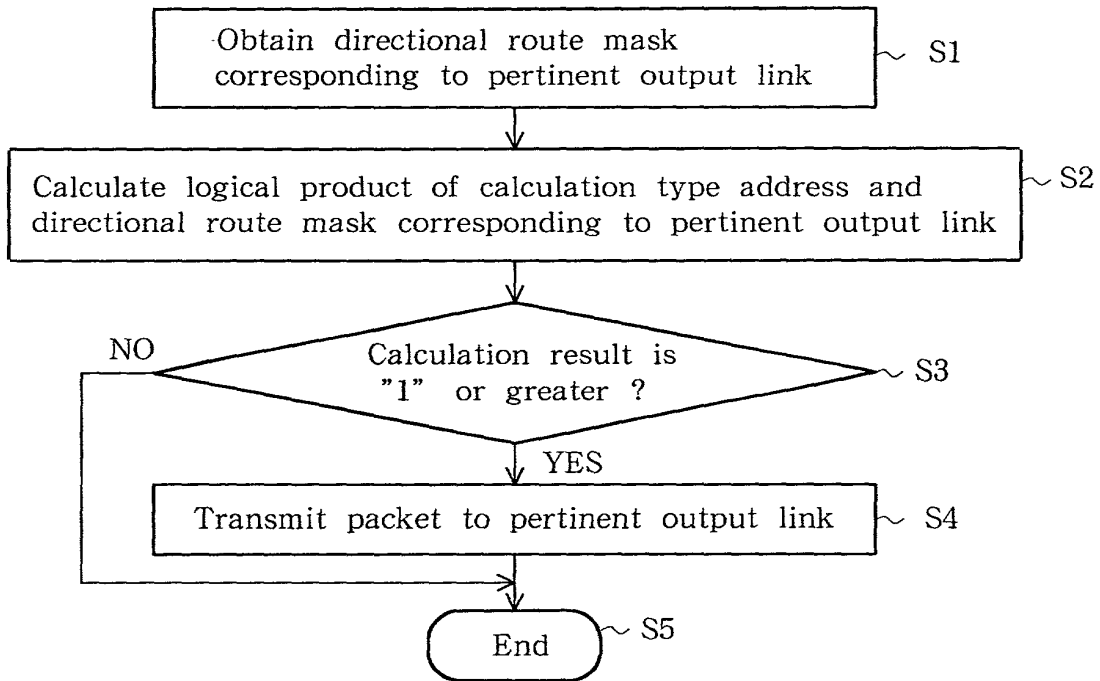 Obtain directional route mask
corresponding to pertinent output link
S1
Calculate logical product of calculation type address and
directional route mask corresponding to pertinent output link
S2
NO
Calculation result is
"1" or greater ?
S3
YES
Transmit packet to pertinent output link
S4
End
S5